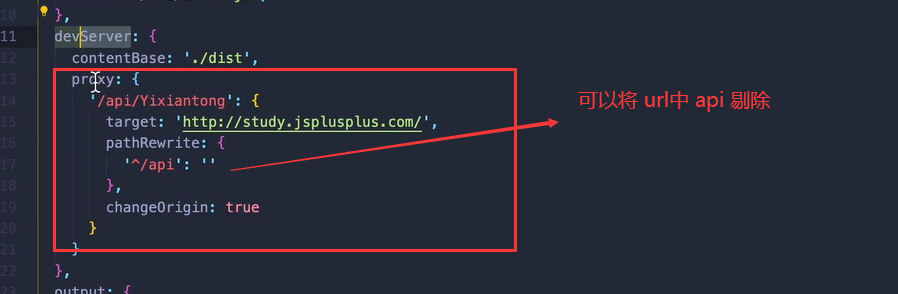 10 },
11 devServer: {
12 contentBase: './dist',
13 proxy: {
14 '/api/Yixiantong': {
15 target: 'http://study.jsplusplus.com/',
16 pathRewrite: {
17 '^/api': ''
18 },
19 changeOrigin: true
20 }
21 }
22 },
23 output: {
可以将 url中 api 剔除